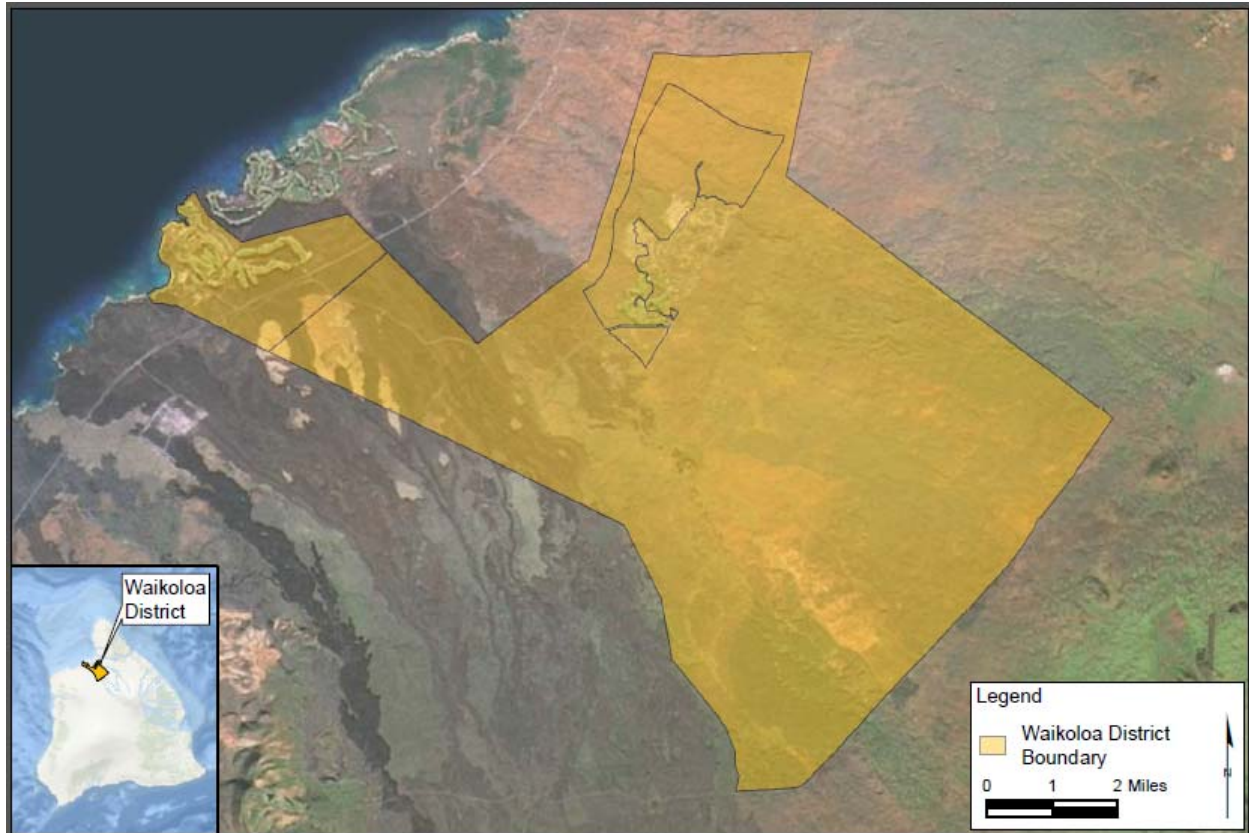 Waikoloa
District
Legend
Waikoloa District
Boundary
0 1 2 Miles
N